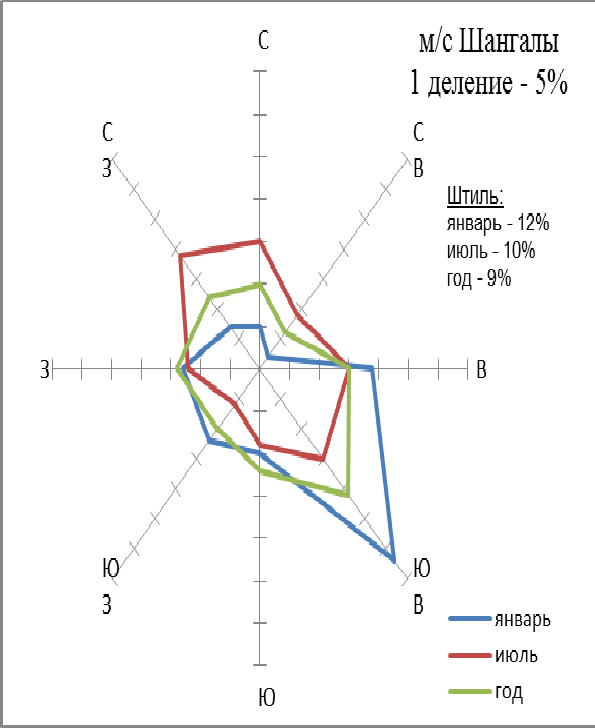 м/с Шангалы
1 деление - 5%
С
С
З
С
В
Штиль:
январь - 12%
июль - 10%
год - 9%
З
В
Ю
З
Ю
В
Ю
январь
июль
год